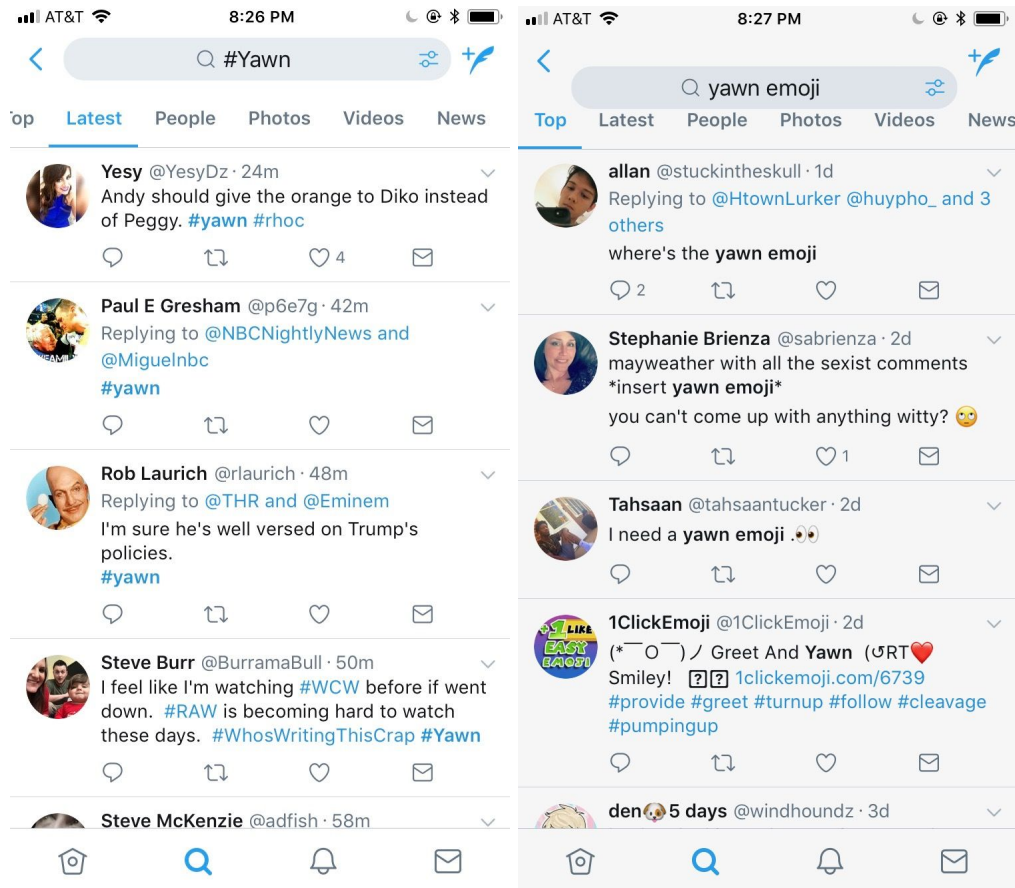 AT&T 8:26 PM
#Yawn
Top Latest People Photos Videos News
Yesy @YesyDz · 24m
Andy should give the orange to Diko instead
of Peggy. #yawn #rhoc
4
Paul E Gresham @p6e7g · 42m
Replying to @NBCNightlyNews and
@Miguelnbc
#yawn
Rob Laurich @rlaurich · 48m
Replying to @THR and @Eminem
I'm sure he's well versed on Trump's
policies.
#yawn
Steve Burr @BurramaBull · 50m
I feel like I'm watching #WCW before if went
down. #RAW is becoming hard to watch
these days. #WhosWritingThisCrap #Yawn
Steve McKenzie @adfish · 58m
AT&T 8:27 PM
yawn emoji
Top Latest People Photos Videos News
allan @stuckintheskull · 1d
Replying to @HtownLurker @huypho_ and 3
others
where's the yawn emoji
2
Stephanie Brienza @sabrienza · 2d
mayweather with all the sexist comments
*insert yawn emoji*
you can't come up with anything witty? 🙄
1
Tahsaan @tahsaantucker · 2d
I need a yawn emoji .👀
+1 LIKE
EASY
EMOJI
1ClickEmoji @1ClickEmoji · 2d
(*￣O￣)ノ Greet And Yawn (↺RT❤️
Smiley! ⍰⍰ 1clickemoji.com/6739
#provide #greet #turnup #follow #cleavage
#pumpingup
den🐶5 days @windhoundz · 3d